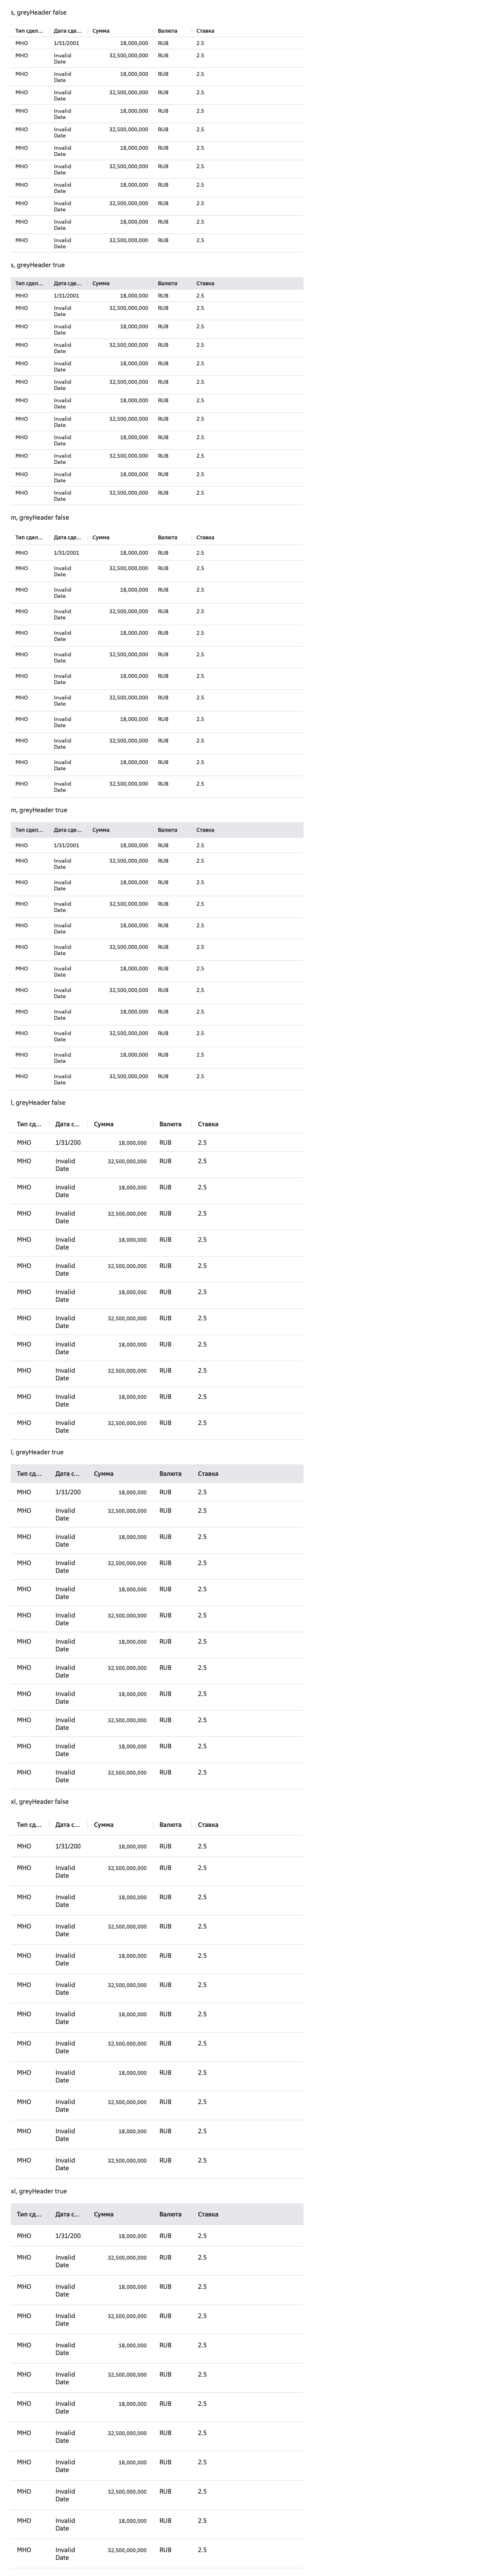 s, greyHeader false
Тип сдел... Дата сде... Сумма Валюта Ставка
МНО 1/31/2001 18,000,000 RUB 2.5
МНО Invalid 32,500,000,000 RUB 2.5
Date
МНО Invalid 18,000,000 RUB 2.5
Date
МНО Invalid 32,500,000,000 RUB 2.5
Date
МНО Invalid 18,000,000 RUB 2.5
Date
МНО Invalid 32,500,000,000 RUB 2.5
Date
МНО Invalid 18,000,000 RUB 2.5
Date
МНО Invalid 32,500,000,000 RUB 2.5
Date
МНО Invalid 18,000,000 RUB 2.5
Date
МНО Invalid 32,500,000,000 RUB 2.5
Date
МНО Invalid 18,000,000 RUB 2.5
Date
МНО Invalid 32,500,000,000 RUB 2.5
Date
s, greyHeader true
Тип сдел... Дата сде... Сумма Валюта Ставка
МНО 1/31/2001 18,000,000 RUB 2.5
МНО Invalid 32,500,000,000 RUB 2.5
Date
МНО Invalid 18,000,000 RUB 2.5
Date
МНО Invalid 32,500,000,000 RUB 2.5
Date
МНО Invalid 18,000,000 RUB 2.5
Date
МНО Invalid 32,500,000,000 RUB 2.5
Date
МНО Invalid 18,000,000 RUB 2.5
Date
МНО Invalid 32,500,000,000 RUB 2.5
Date
МНО Invalid 18,000,000 RUB 2.5
Date
МНО Invalid 32,500,000,000 RUB 2.5
Date
МНО Invalid 18,000,000 RUB 2.5
Date
МНО Invalid 32,500,000,000 RUB 2.5
Date
m, greyHeader false
Тип сдел... Дата сде... Сумма Валюта Ставка
МНО 1/31/2001 18,000,000 RUB 2.5
МНО Invalid 32,500,000,000 RUB 2.5
Date
МНО Invalid 18,000,000 RUB 2.5
Date
МНО Invalid 32,500,000,000 RUB 2.5
Date
МНО Invalid 18,000,000 RUB 2.5
Date
МНО Invalid 32,500,000,000 RUB 2.5
Date
МНО Invalid 18,000,000 RUB 2.5
Date
МНО Invalid 32,500,000,000 RUB 2.5
Date
МНО Invalid 18,000,000 RUB 2.5
Date
МНО Invalid 32,500,000,000 RUB 2.5
Date
МНО Invalid 18,000,000 RUB 2.5
Date
МНО Invalid 32,500,000,000 RUB 2.5
Date
m, greyHeader true
Тип сдел... Дата сде... Сумма Валюта Ставка
МНО 1/31/2001 18,000,000 RUB 2.5
МНО Invalid 32,500,000,000 RUB 2.5
Date
МНО Invalid 18,000,000 RUB 2.5
Date
МНО Invalid 32,500,000,000 RUB 2.5
Date
МНО Invalid 18,000,000 RUB 2.5
Date
МНО Invalid 32,500,000,000 RUB 2.5
Date
МНО Invalid 18,000,000 RUB 2.5
Date
МНО Invalid 32,500,000,000 RUB 2.5
Date
МНО Invalid 18,000,000 RUB 2.5
Date
МНО Invalid 32,500,000,000 RUB 2.5
Date
МНО Invalid 18,000,000 RUB 2.5
Date
МНО Invalid 32,500,000,000 RUB 2.5
Date
l, greyHeader false
Тип сд... Дата с... Сумма Валюта Ставка
МНО 1/31/200 18,000,000 RUB 2.5
МНО Invalid 32,500,000,000 RUB 2.5
Date
МНО Invalid 18,000,000 RUB 2.5
Date
МНО Invalid 32,500,000,000 RUB 2.5
Date
МНО Invalid 18,000,000 RUB 2.5
Date
МНО Invalid 32,500,000,000 RUB 2.5
Date
МНО Invalid 18,000,000 RUB 2.5
Date
МНО Invalid 32,500,000,000 RUB 2.5
Date
МНО Invalid 18,000,000 RUB 2.5
Date
МНО Invalid 32,500,000,000 RUB 2.5
Date
МНО Invalid 18,000,000 RUB 2.5
Date
МНО Invalid 32,500,000,000 RUB 2.5
Date
l, greyHeader true
Тип сд... Дата с... Сумма Валюта Ставка
МНО 1/31/200 18,000,000 RUB 2.5
МНО Invalid 32,500,000,000 RUB 2.5
Date
МНО Invalid 18,000,000 RUB 2.5
Date
МНО Invalid 32,500,000,000 RUB 2.5
Date
МНО Invalid 18,000,000 RUB 2.5
Date
МНО Invalid 32,500,000,000 RUB 2.5
Date
МНО Invalid 18,000,000 RUB 2.5
Date
МНО Invalid 32,500,000,000 RUB 2.5
Date
МНО Invalid 18,000,000 RUB 2.5
Date
МНО Invalid 32,500,000,000 RUB 2.5
Date
МНО Invalid 18,000,000 RUB 2.5
Date
МНО Invalid 32,500,000,000 RUB 2.5
Date
xl, greyHeader false
Тип сд... Дата с... Сумма Валюта Ставка
МНО 1/31/200 18,000,000 RUB 2.5
МНО Invalid 32,500,000,000 RUB 2.5
Date
МНО Invalid 18,000,000 RUB 2.5
Date
МНО Invalid 32,500,000,000 RUB 2.5
Date
МНО Invalid 18,000,000 RUB 2.5
Date
МНО Invalid 32,500,000,000 RUB 2.5
Date
МНО Invalid 18,000,000 RUB 2.5
Date
МНО Invalid 32,500,000,000 RUB 2.5
Date
МНО Invalid 18,000,000 RUB 2.5
Date
МНО Invalid 32,500,000,000 RUB 2.5
Date
МНО Invalid 18,000,000 RUB 2.5
Date
МНО Invalid 32,500,000,000 RUB 2.5
Date
xl, greyHeader true
Тип сд... Дата с... Сумма Валюта Ставка
МНО 1/31/200 18,000,000 RUB 2.5
МНО Invalid 32,500,000,000 RUB 2.5
Date
МНО Invalid 18,000,000 RUB 2.5
Date
МНО Invalid 32,500,000,000 RUB 2.5
Date
МНО Invalid 18,000,000 RUB 2.5
Date
МНО Invalid 32,500,000,000 RUB 2.5
Date
МНО Invalid 18,000,000 RUB 2.5
Date
МНО Invalid 32,500,000,000 RUB 2.5
Date
МНО Invalid 18,000,000 RUB 2.5
Date
МНО Invalid 32,500,000,000 RUB 2.5
Date
МНО Invalid 18,000,000 RUB 2.5
Date
МНО Invalid 32,500,000,000 RUB 2.5
Date